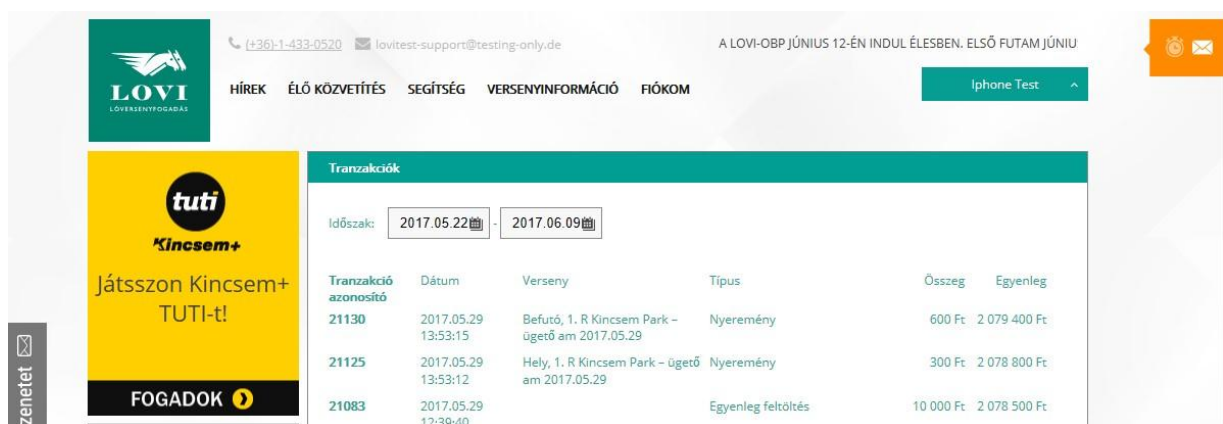 (+36)-1-433-0520 lovitest-support@testing-only.de A LOVI-OBP JÚNIUS 12-ÉN INDUL ÉLESBEN. ELSŐ FUTAM JÚNIU
LOVI
LÓVERSENYFOGADÁS
HÍREK ÉLŐ KÖZVETÍTÉS SEGÍTSÉG VERSENYINFORMÁCIÓ FIÓKOM
Iphone Test
tuti
Kincsem+
Játsszon Kincsem+
TUTI-t!
FOGADOK
zenetet
Tranzakciók
Időszak: 2017.05.22 - 2017.06.09
Tranzakció Dátum Verseny Típus Összeg Egyenleg
azonosító
21130 2017.05.29 Befutó, 1. R Kincsem Park – Nyeremény 600 Ft 2 079 400 Ft
13:53:15 ügető am 2017.05.29
21125 2017.05.29 Hely, 1. R Kincsem Park – ügető Nyeremény 300 Ft 2 078 800 Ft
13:53:12 am 2017.05.29
21083 2017.05.29 Egyenleg feltöltés 10 000 Ft 2 078 500 Ft
12:39:40